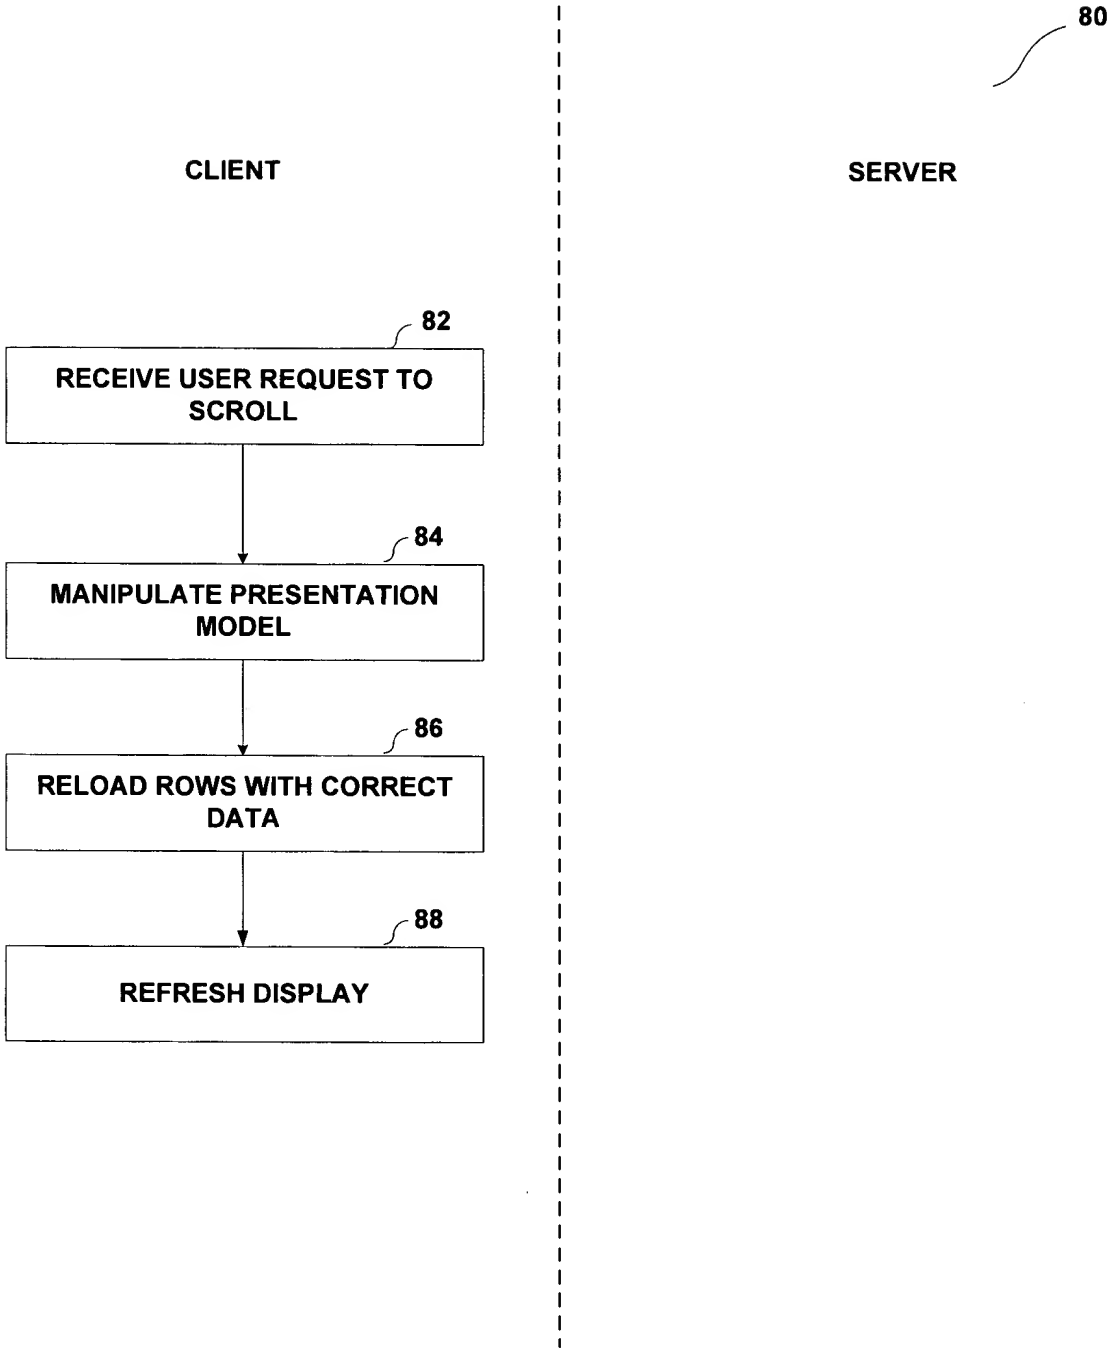 80
CLIENT
SERVER
82
RECEIVE USER REQUEST TO
SCROLL
84
MANIPULATE PRESENTATION
MODEL
86
RELOAD ROWS WITH CORRECT
DATA
88
REFRESH DISPLAY